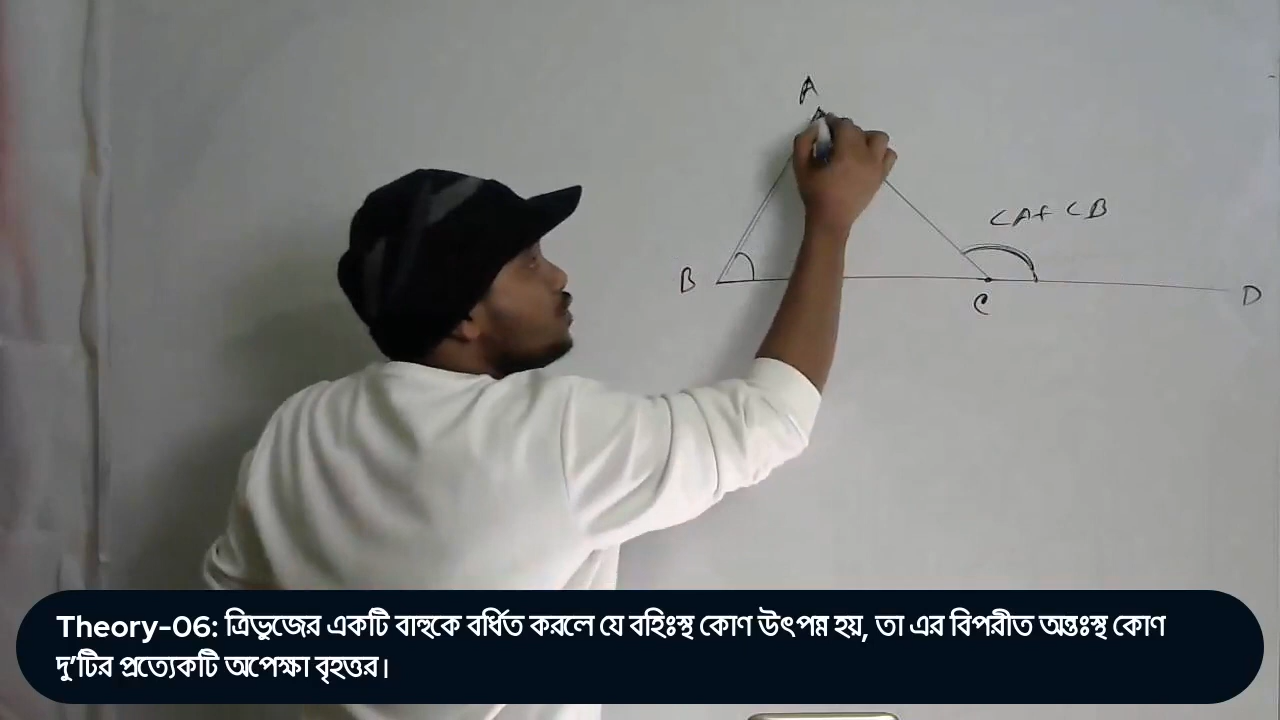 A
∠A+ ∠B
B
C
D
Theory-06: ত্রিভুজের একটি বাহুকে বর্ধিত করলে যে বহিঃস্থ কোণ উৎপন্ন হয়, তা এর বিপরীত অন্তঃস্থ কোণ
দু'টির প্রত্যেকটি অপেক্ষা বৃহত্তর।